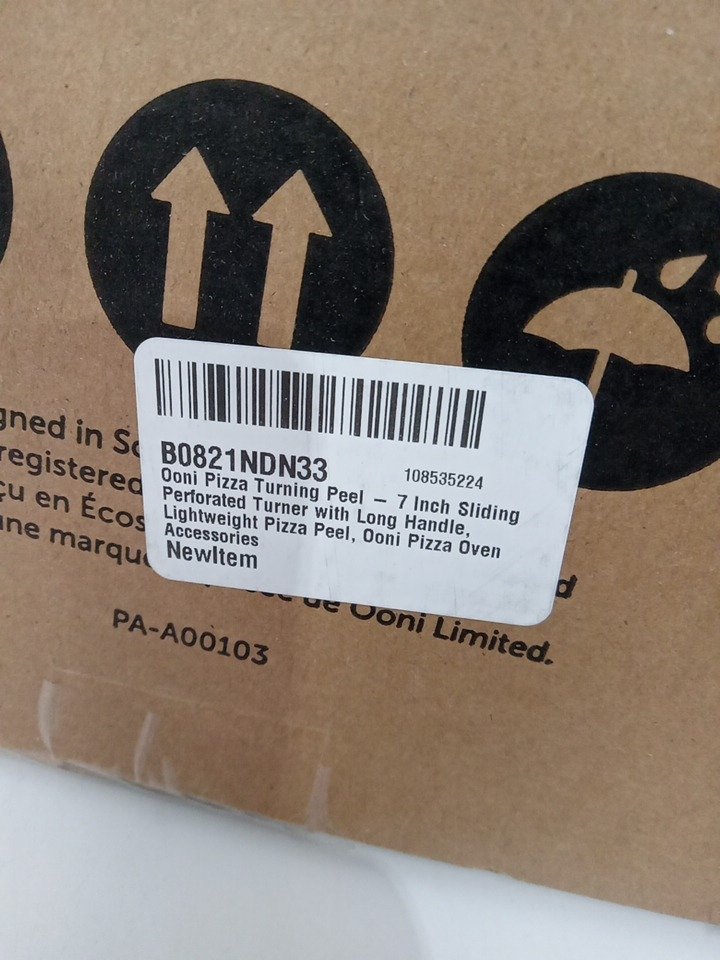 B0821NDN33
108535224
Ooni Pizza Turning Peel – 7 Inch Sliding
Perforated Turner with Long Handle,
Lightweight Pizza Peel, Ooni Pizza Oven
Accessories
NewItem
gned in Sc
registered
çu en Écos
ine marque
de Ooni Limited.
PA-A00103